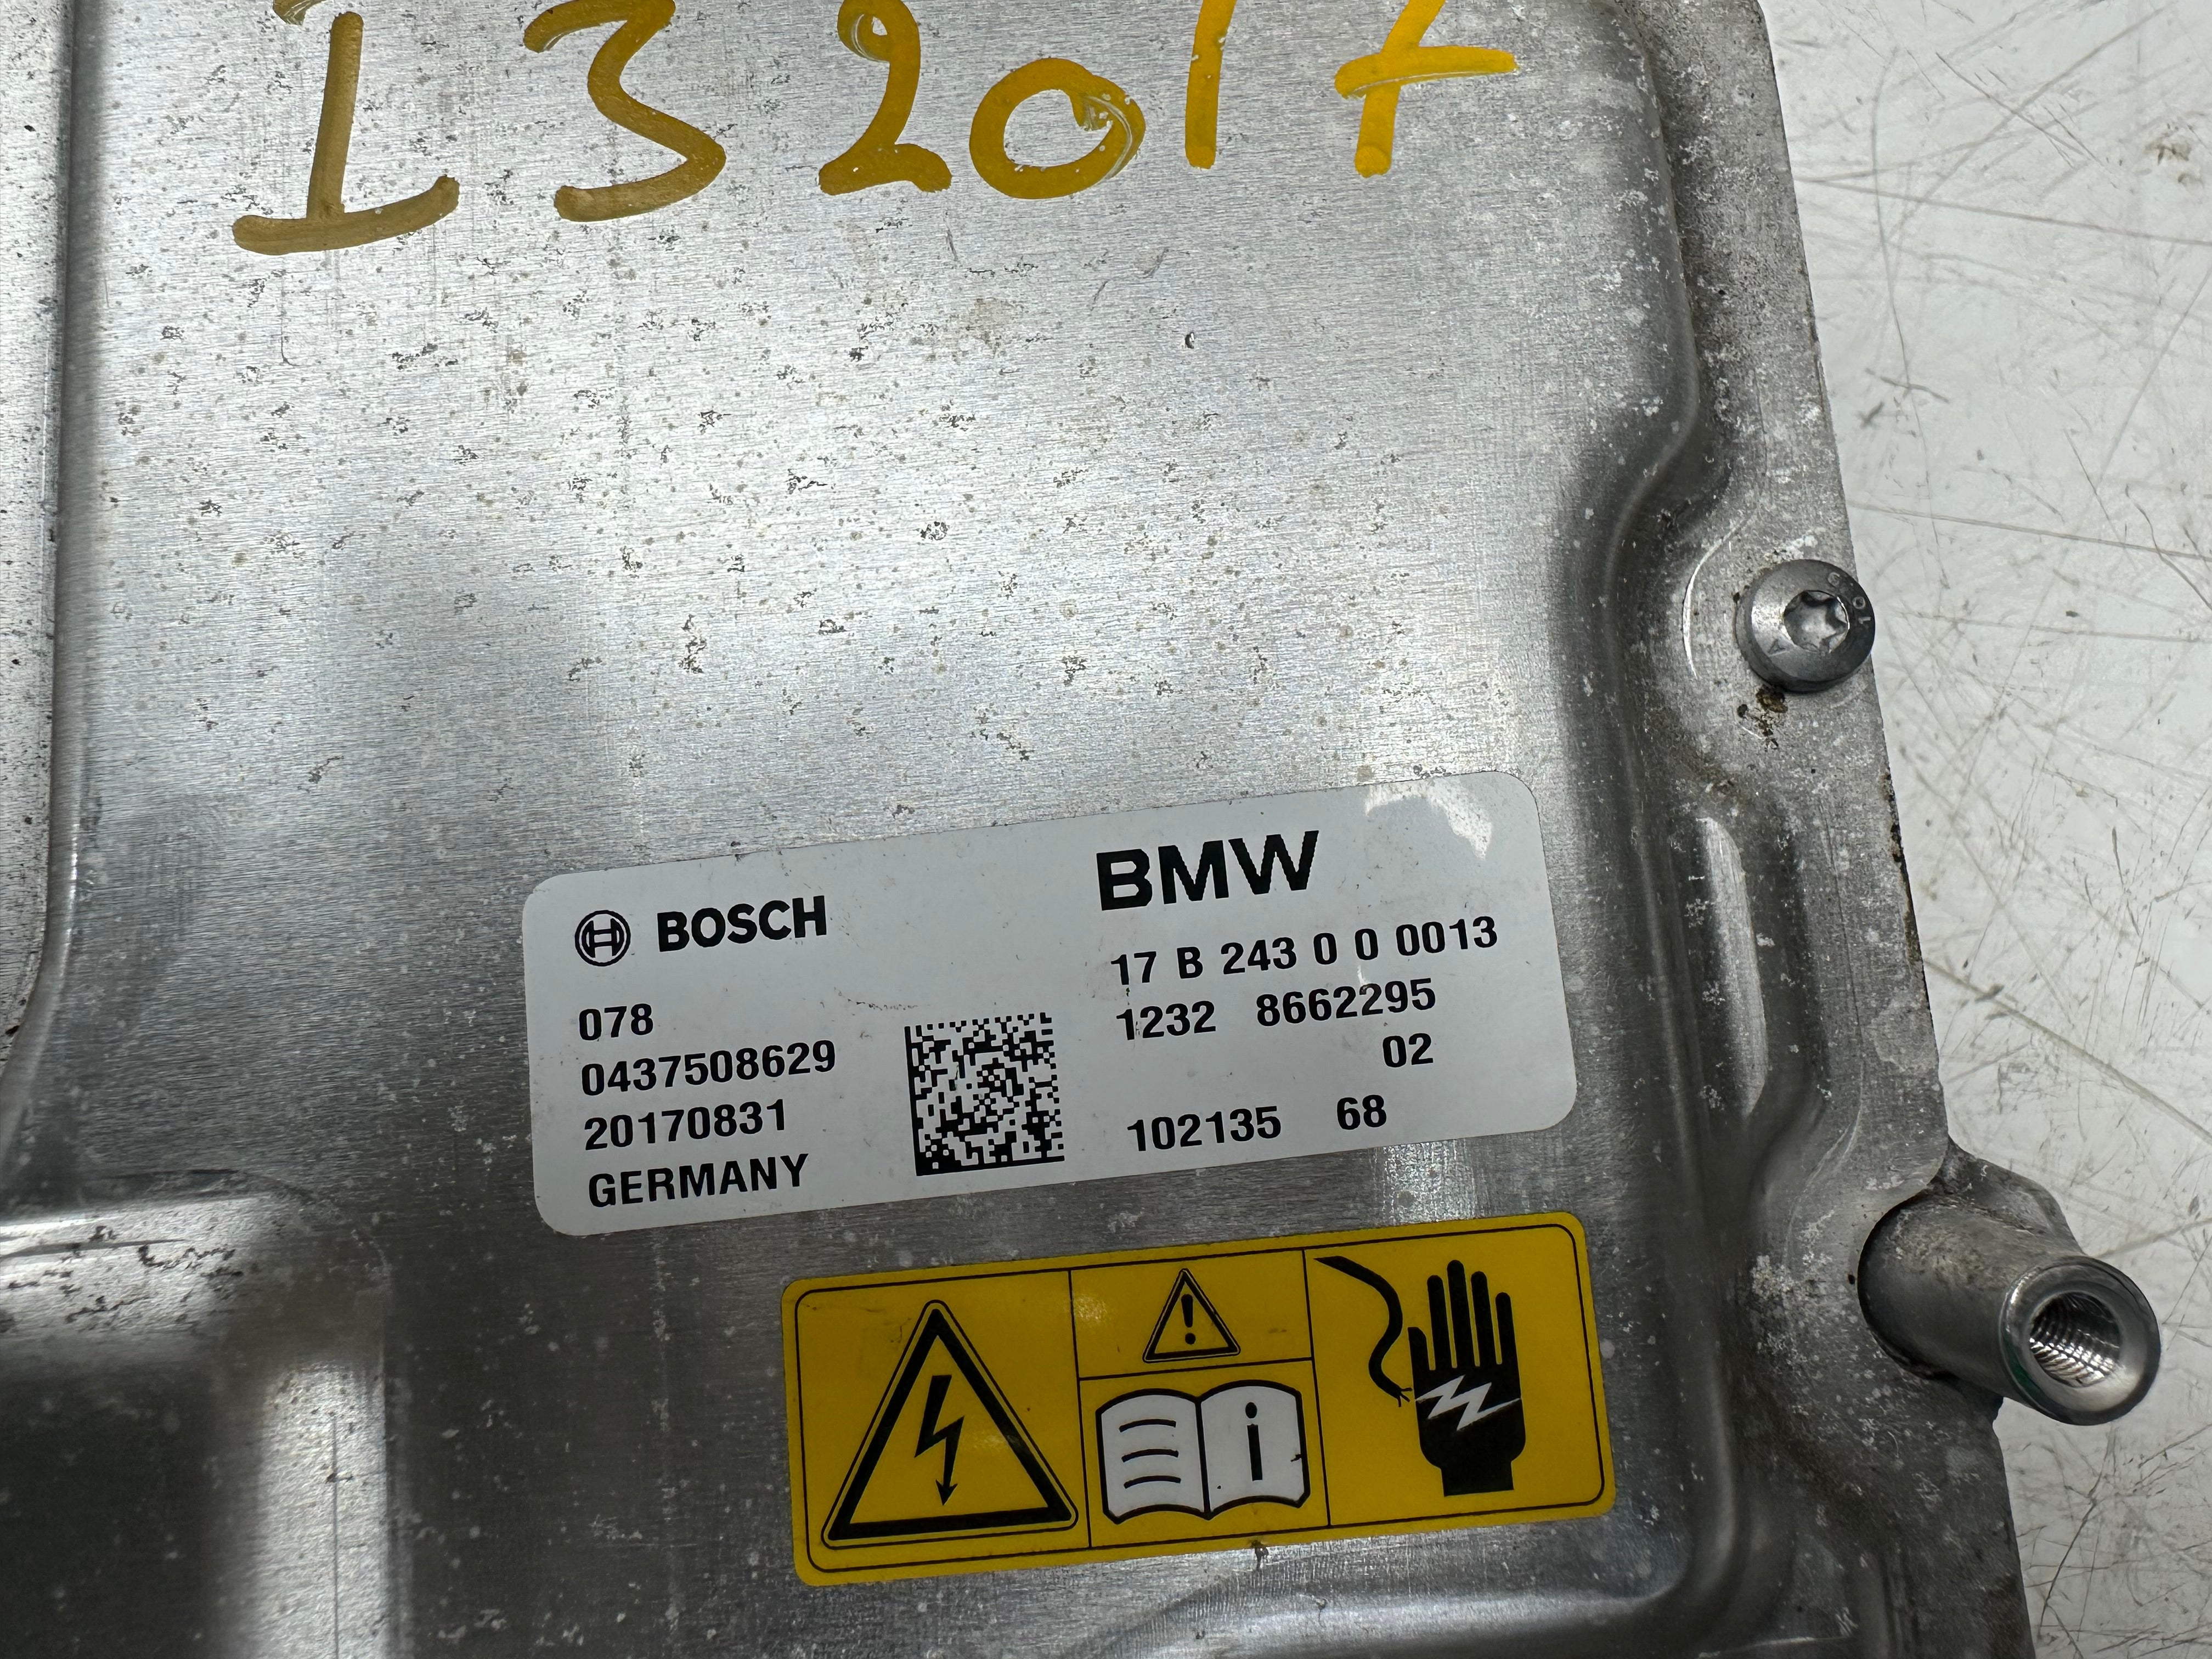 I3 2017
BOSCH
078
0437508629
20170831
GERMANY
BMW
17 B 243 0 0 0013
1232 8662295
02
102135 68